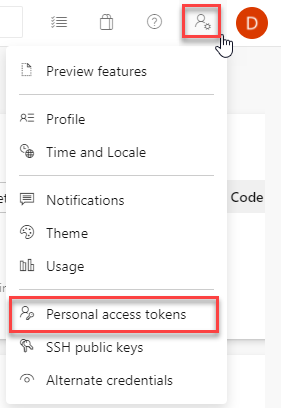 D
Preview features
Profile
Time and Locale
Notifications
Code
Theme
Usage
Personal access tokens
SSH public keys
Alternate credentials